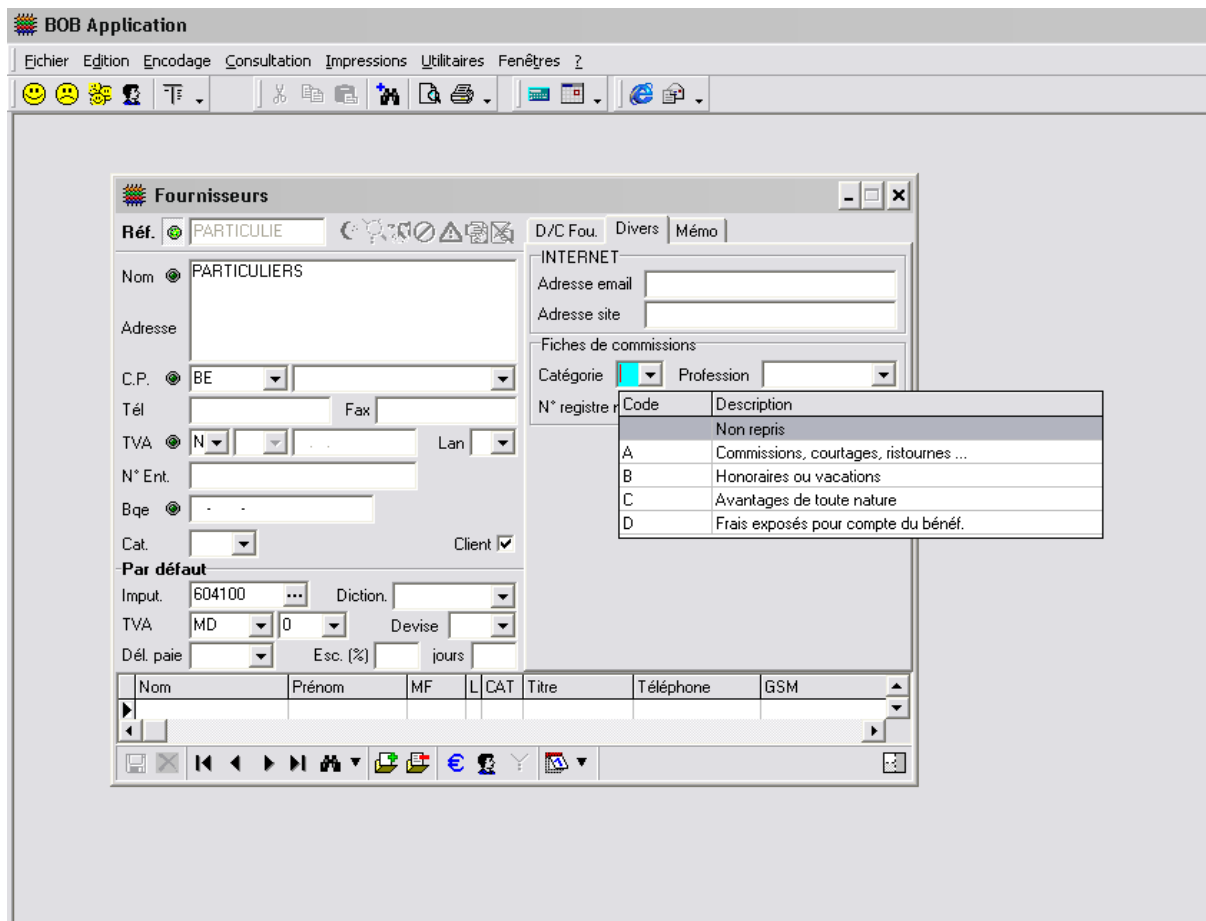 BOB Application
Fichier Edition Encodage Consultation Impressions Utilitaires Fenêtres ?
Fournisseurs
Réf. PARTICULIE
D/C Fou. Divers Mémo
Nom PARTICULIERS
Adresse
C.P. BE
Tél Fax
TVA N . . Lan
N° Ent.
Bqe - -
Cat. Client
Par défaut
Imput. 604100 ... Diction.
TVA MD 0 Devise
Dél. paie Esc. (%) jours
INTERNET
Adresse email
Adresse site
Fiches de commissions
Catégorie Profession
N° registre
Code Description
Non repris
A Commissions, courtages, ristournes ...
B Honoraires ou vacations
C Avantages de toute nature
D Frais exposés pour compte du bénéf.
Nom Prénom MF L CAT Titre Téléphone GSM